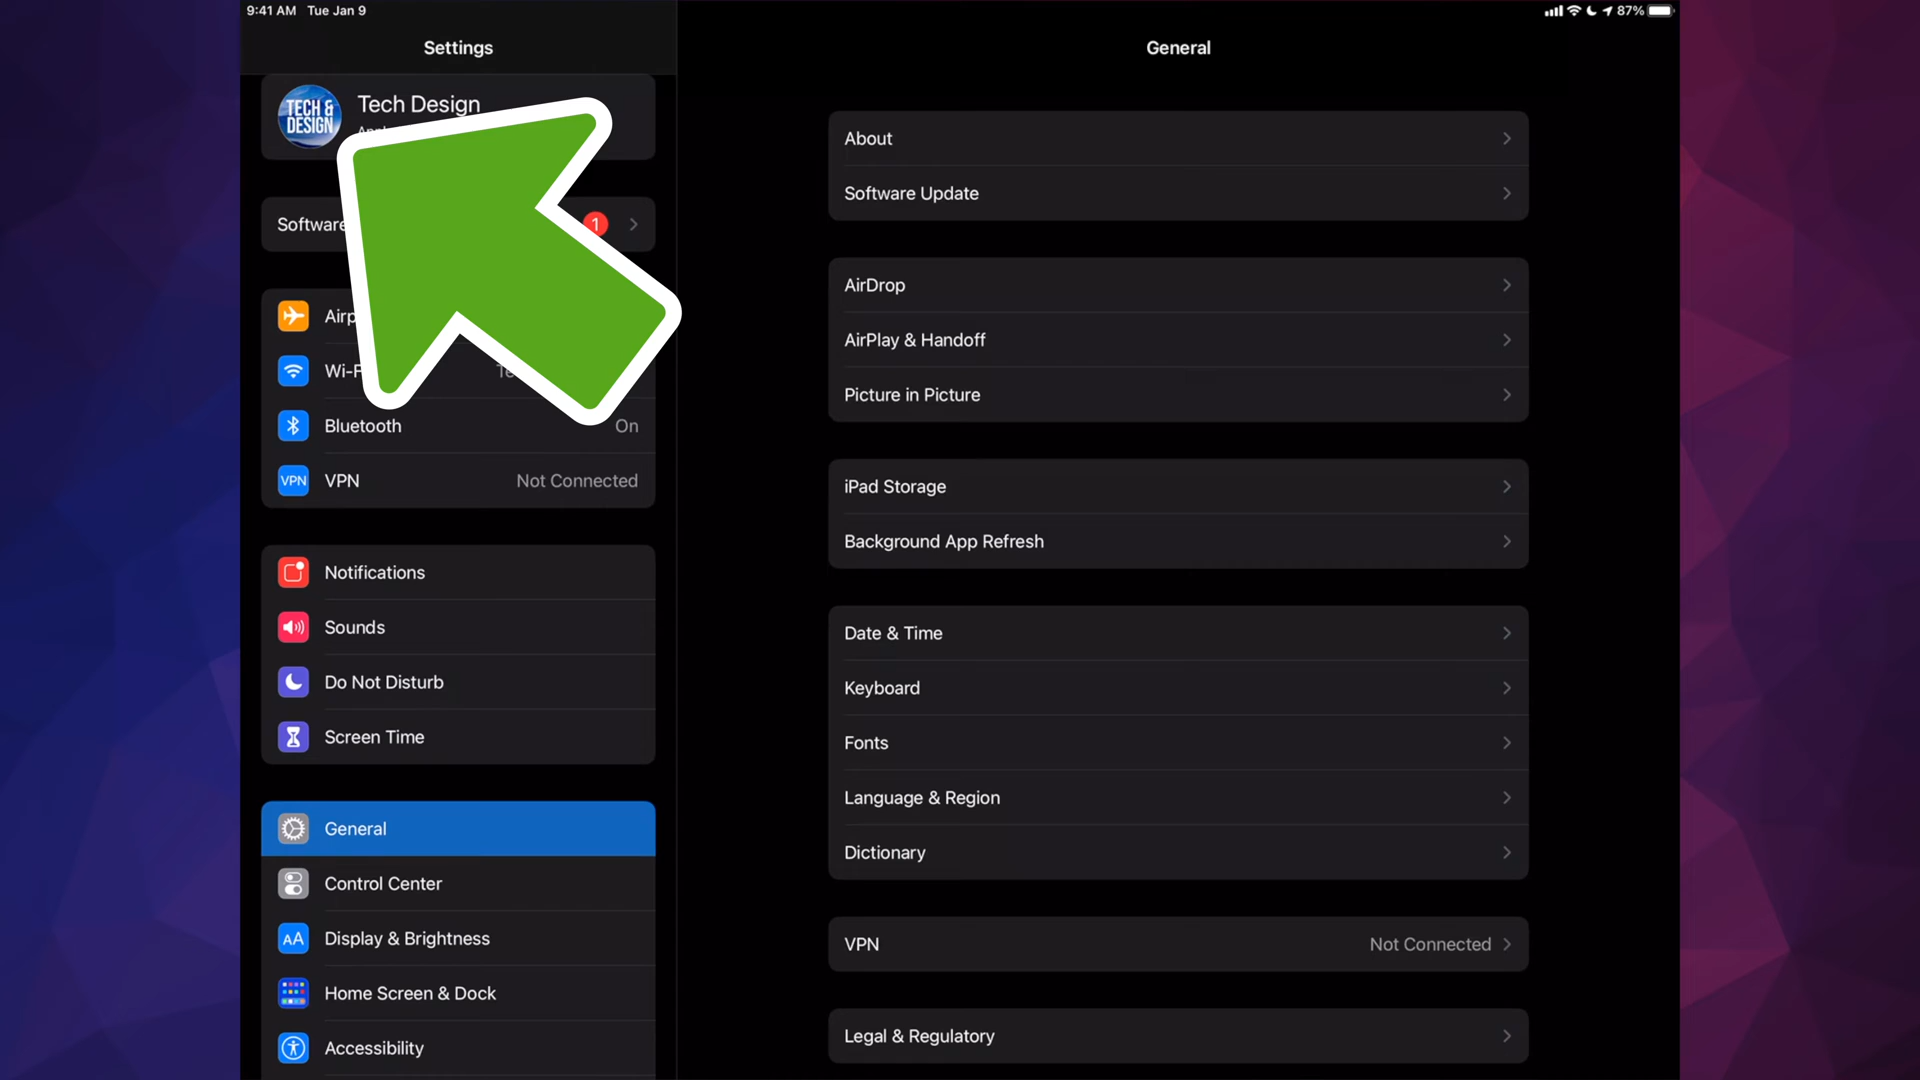 9:41 AM Tue Jan 9
87%
Settings
TECH &
DESIGN
Tech Design
Software
1
Bluetooth On
VPN VPN Not Connected
Notifications
Sounds
Do Not Disturb
Screen Time
General
Control Center
AA Display & Brightness
Home Screen & Dock
Accessibility
General
About
Software Update
AirDrop
AirPlay & Handoff
Picture in Picture
iPad Storage
Background App Refresh
Date & Time
Keyboard
Fonts
Language & Region
Dictionary
VPN Not Connected
Legal & Regulatory